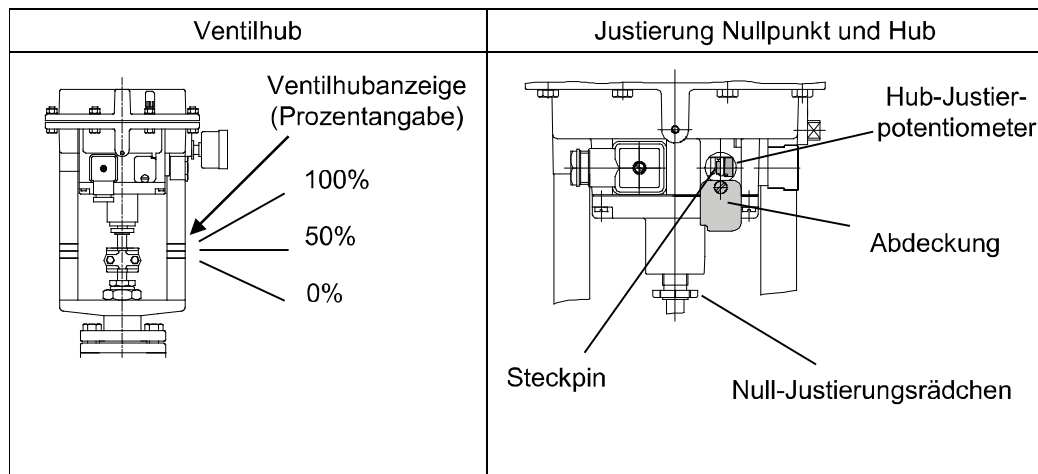 Ventilhub
Justierung Nullpunkt und Hub
Ventilhubanzeige
(Prozentangabe)
100%
50%
0%
Hub-Justier-
potentiometer
Abdeckung
Steckpin
Null-Justierungsrädchen